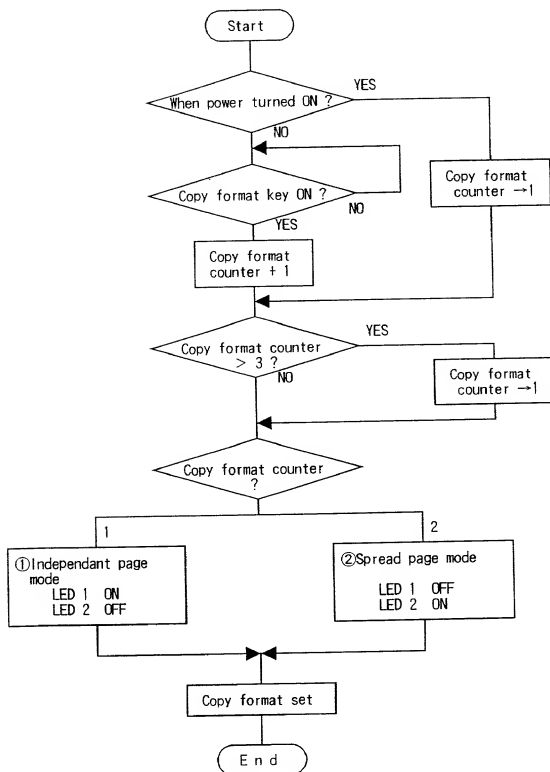 Start
When power turned ON ?
YES
NO
Copy format key ON ?
NO
YES
Copy format
counter →1
Copy format
counter + 1
Copy format counter
> 3 ?
YES
NO
Copy format
counter →1
Copy format counter
?
1
2
①Independant page
mode
LED 1 ON
LED 2 OFF
②Spread page mode
LED 1 OFF
LED 2 ON
Copy format set
End